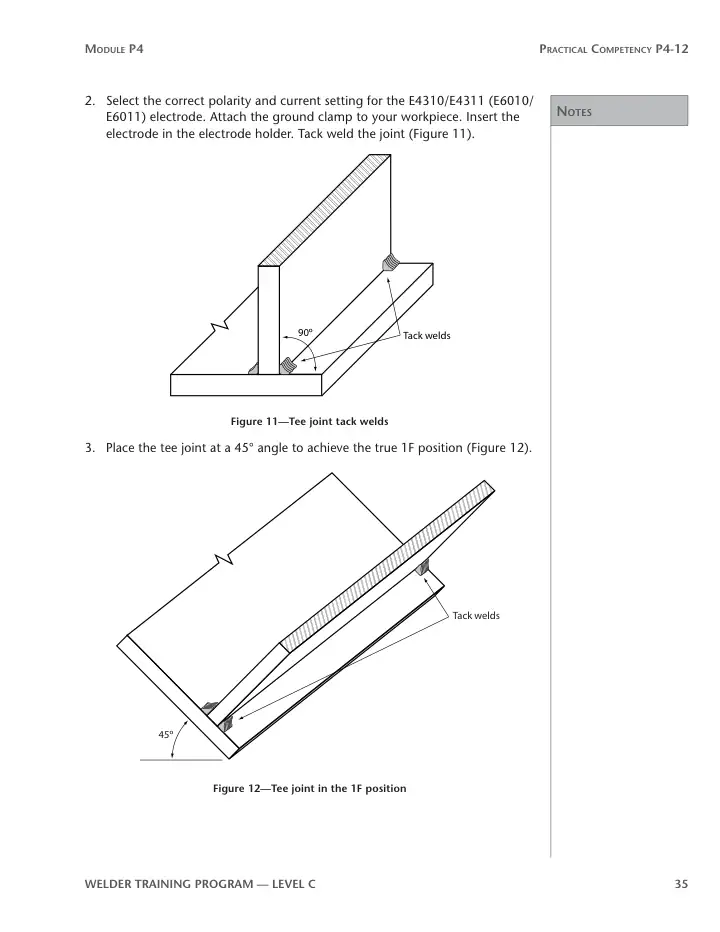 MODULE P4
PRACTICAL COMPETENCY P4-12
2. Select the correct polarity and current setting for the E4310/E4311 (E6010/
E6011) electrode. Attach the ground clamp to your workpiece. Insert the
electrode in the electrode holder. Tack weld the joint (Figure 11).
NOTES
90º
Tack welds
Figure 11—Tee joint tack welds
3. Place the tee joint at a 45° angle to achieve the true 1F position (Figure 12).
Tack welds
45º
Figure 12—Tee joint in the 1F position
WELDER TRAINING PROGRAM — LEVEL C
35